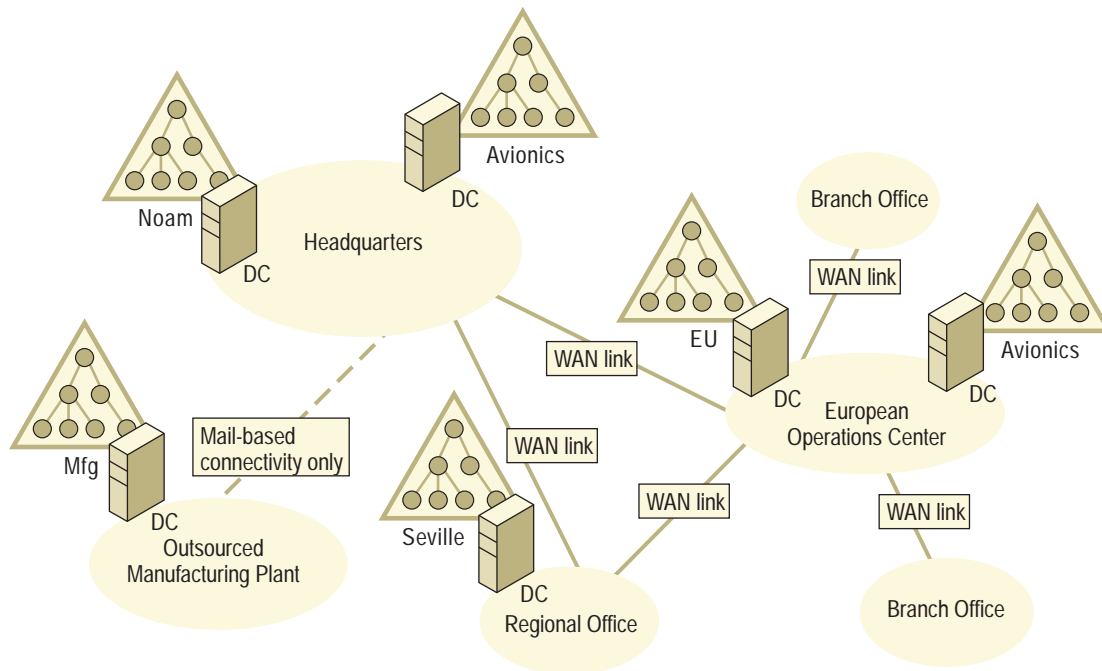 Avionics
Noam
DC
Headquarters
DC
Branch Office
WAN link
EU
Avionics
WAN link
DC
DC
European
Operations Center
Mail-based
connectivity only
WAN link
Mfg
DC
Outsourced
Manufacturing Plant
Seville
WAN link
WAN link
DC
Regional Office
Branch Office